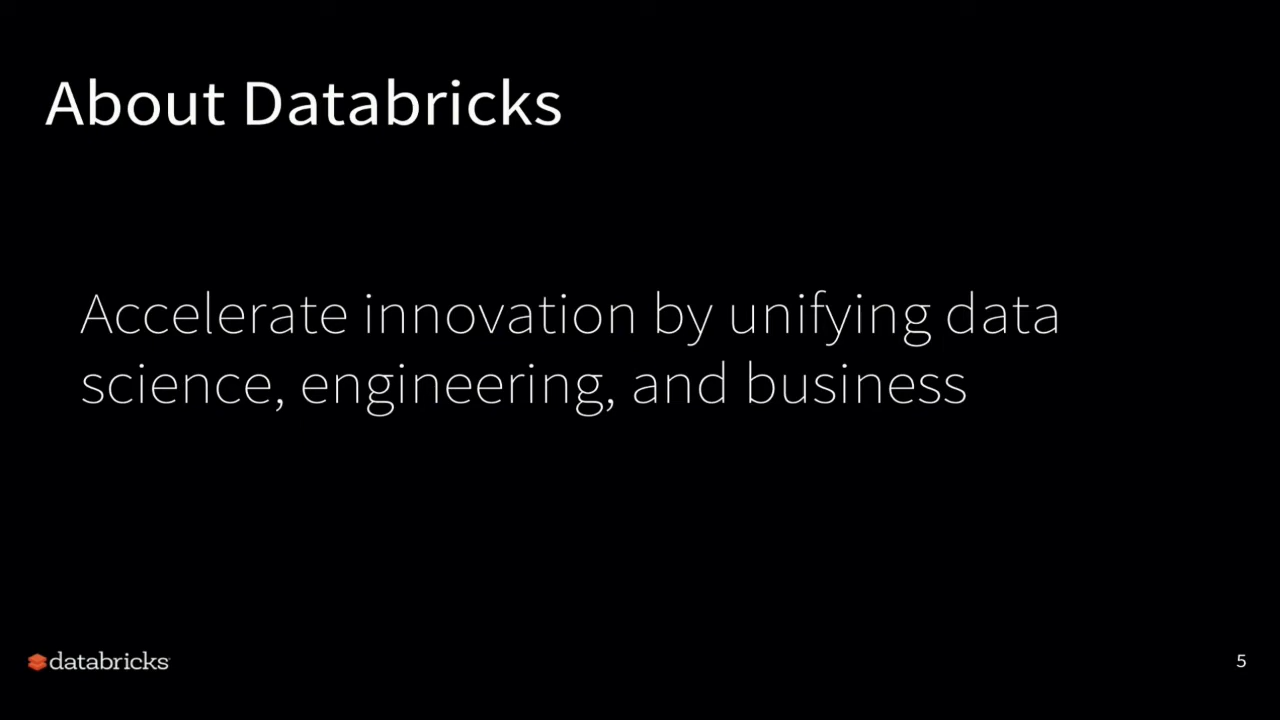 About Databricks
Accelerate innovation by unifying data
science, engineering, and business
databricks
5